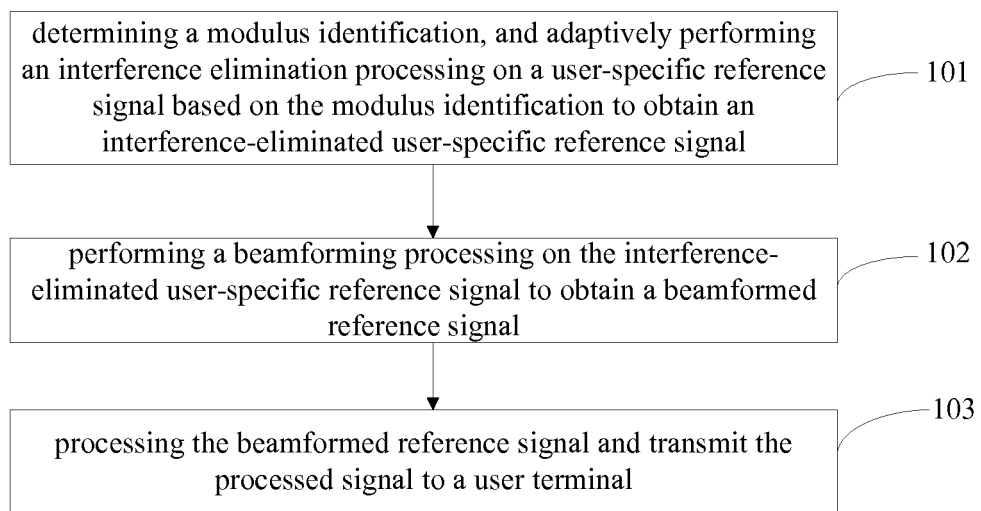 determining a modulus identification, and adaptively performing
an interference elimination processing on a user-specific reference
signal based on the modulus identification to obtain an
interference-eliminated user-specific reference signal
101
performing a beamforming processing on the interference-
eliminated user-specific reference signal to obtain a beamformed
reference signal
102
processing the beamformed reference signal and transmit the
processed signal to a user terminal
103